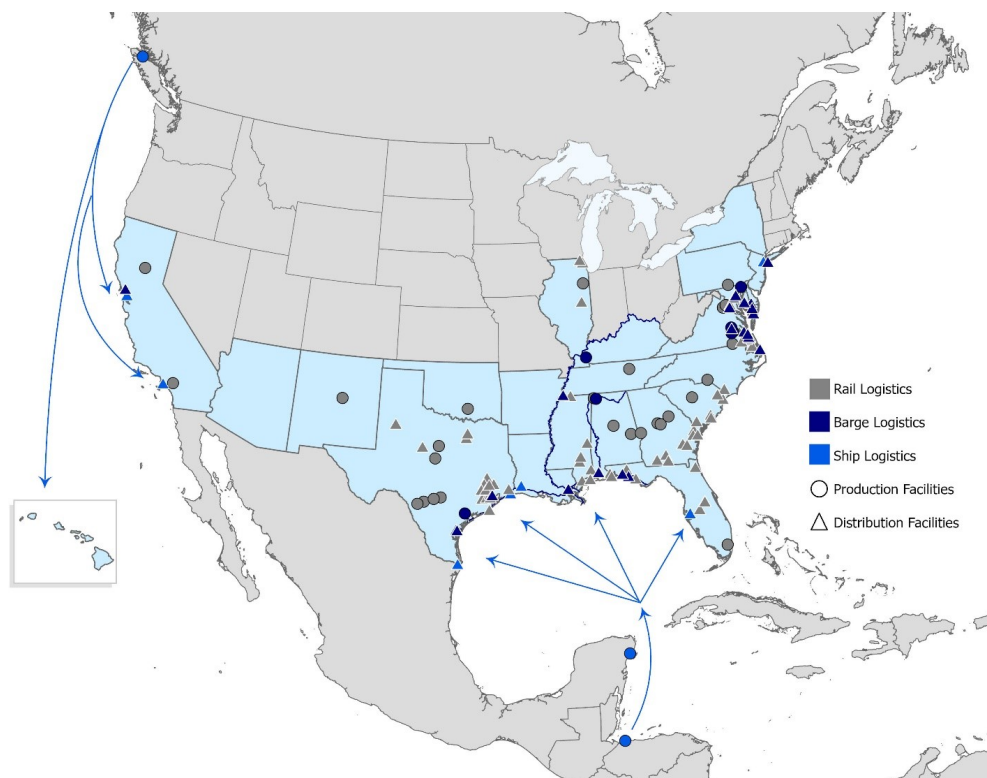 Rail Logistics
Barge Logistics
Ship Logistics
Production Facilities
Distribution Facilities